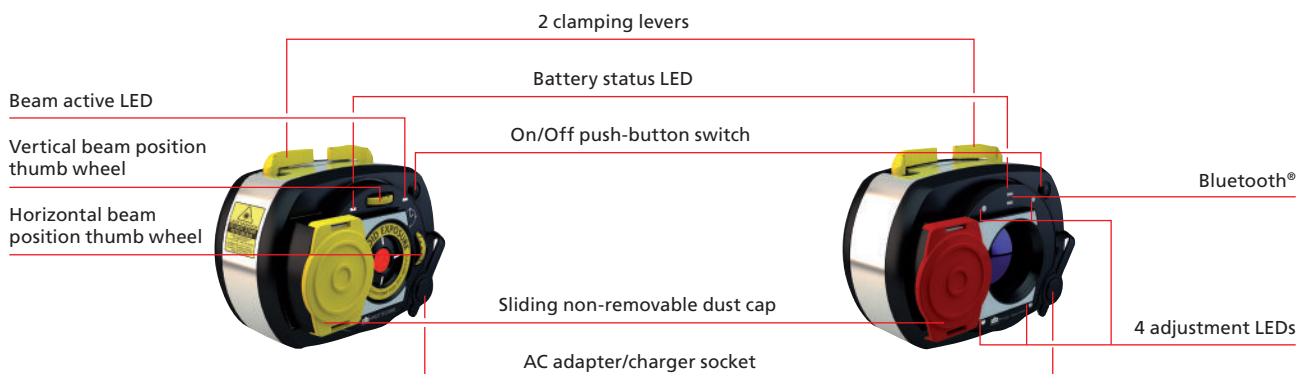 2 clamping levers
Battery status LED
Beam active LED
On/Off push-button switch
Vertical beam position
thumb wheel
Bluetooth®
Horizontal beam
position thumb wheel
Sliding non-removable dust cap
4 adjustment LEDs
AC adapter/charger socket
EXPOSURE